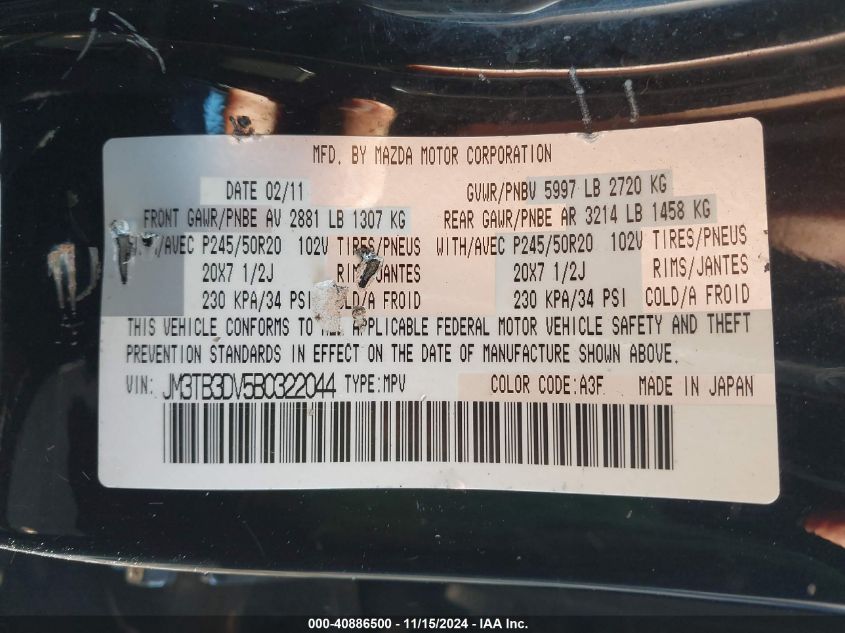 MFD. BY MAZDA MOTOR CORPORATION
DATE 02/11 GVWR/PNBV 5997 LB 2720 KG
FRONT GAWR/PNBE AV 2881 LB 1307 KG REAR GAWR/PNBE AR 3214 LB 1458 KG
WITH/AVEC P245/50R20 102V TIRES/PNEUS WITH/AVEC P245/50R20 102V TIRES/PNEUS
20X7 1/2J RIMS/JANTES 20X7 1/2J RIMS/JANTES
230 KPA/34 PSI COLD/A FROID 230 KPA/34 PSI COLD/A FROID
THIS VEHICLE CONFORMS TO ALL APPLICABLE FEDERAL MOTOR VEHICLE SAFETY AND THEFT
PREVENTION STANDARDS IN EFFECT ON THE DATE OF MANUFACTURE SHOWN ABOVE.
VIN: JM3TB3DV5B0322044 TYPE:MPV COLOR CODE:A3F MADE IN JAPAN
000-40886500 - 11/15/2024 - IAA Inc.